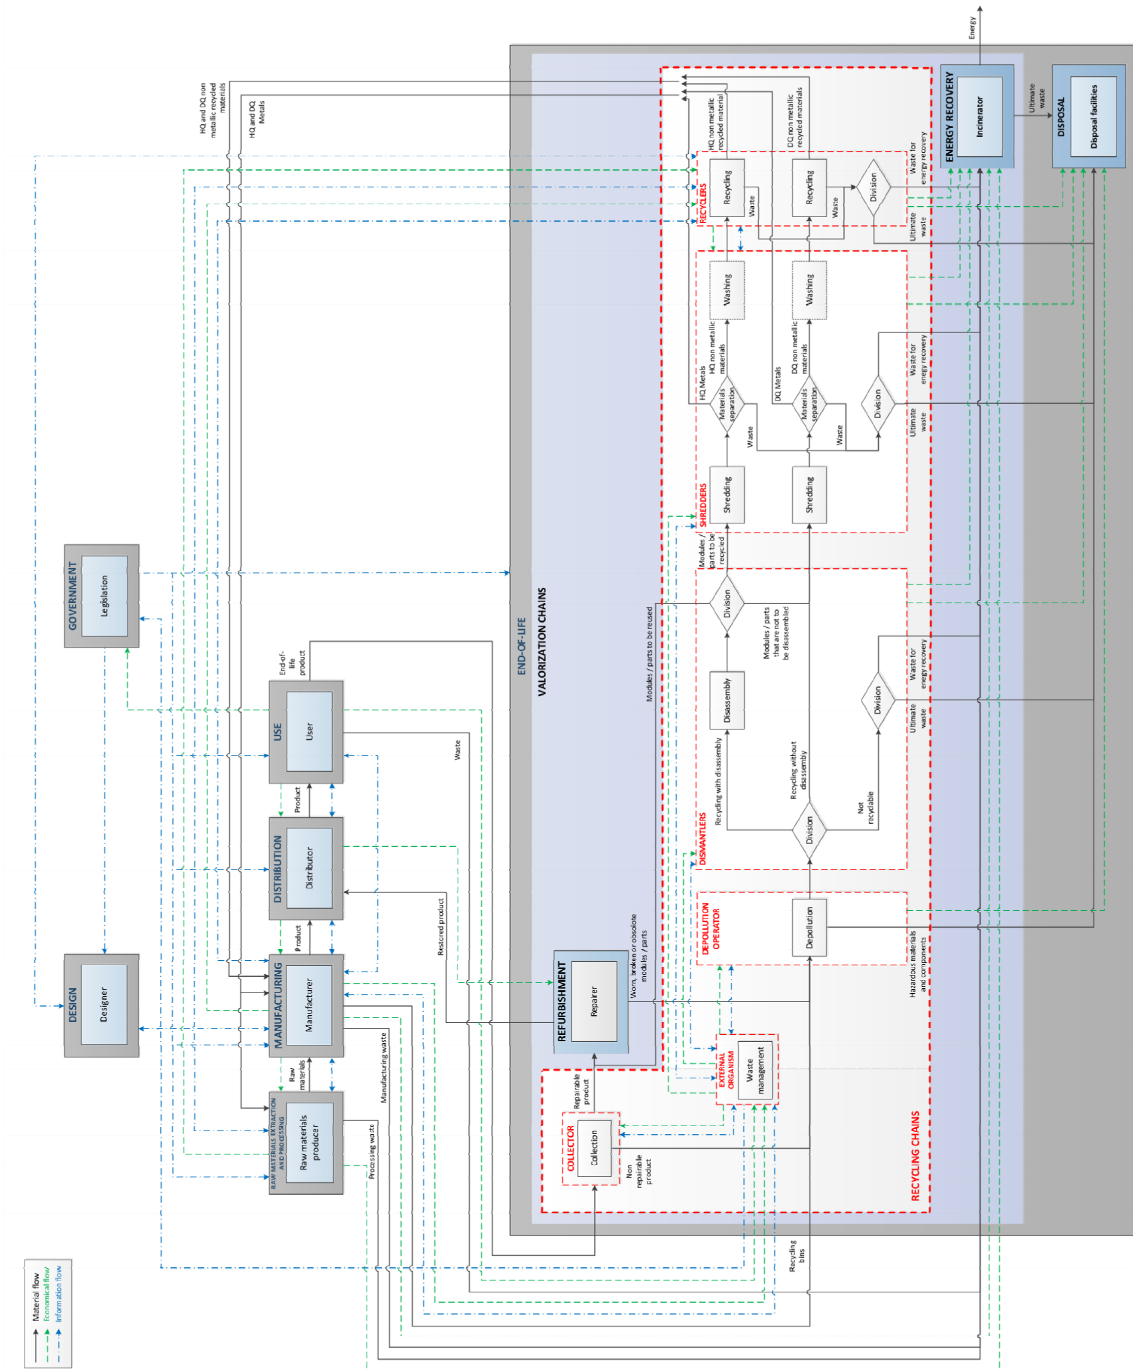 Material flow
Economical flow
Information flow
GOVERNMENT
Legislation
DESIGN
Designer
RAW MATERIALS EXTRACTION
AND PROCESSING
Raw materials
producer
Raw
materials
MANUFACTURING
Manufacturer
Product
DISTRIBUTION
Distributor
Product
USE
User
End-of-
life
product
Processing waste
Manufacturing waste
Restored product
Waste
HQ and DQ non
metallic recycled
materials
HQ and DQ
Metals
END-OF-LIFE
VALORIZATION CHAINS
REFURBISHMENT
Repairer
Worn, broken or obsolete
modules / parts
Modules / parts to be reused
Repairable
product
COLLECTOR
Collection
Non
repairable
product
EXTERNAL
ORGANISM
Waste
management
Recycling
bins
RECYCLING CHAINS
DEPOLLUTION
OPERATOR
Depollution
Hazardous materials
and components
DISMANTLERS
Division
Recycling with disassembly
Recycling without
disassembly
Not
recyclable
Disassembly
Division
Modules / parts
that are not to
be disassembled
Modules /
parts to be
recycled
Division
Ultimate
waste
Waste for
enegy recovery
SHREDDERS
Shredding
Shredding
Materials
separation
Materials
separation
HQ Metals
HQ non metallic
materials
DQ Metals
DQ non metallic
materials
Waste
Waste
Washing
Washing
Division
Ultimate
waste
Waste for
enegy recovery
RECYCLERS
Recycling
Recycling
Waste
Waste
HQ non metallic
recycled material
DQ non metallic
recycled materials
Division
Ultimate
waste
Waste for
energy recovery
ENERGY RECOVERY
Incinerator
Energy
Ultimate
waste
DISPOSAL
Disposal facilities